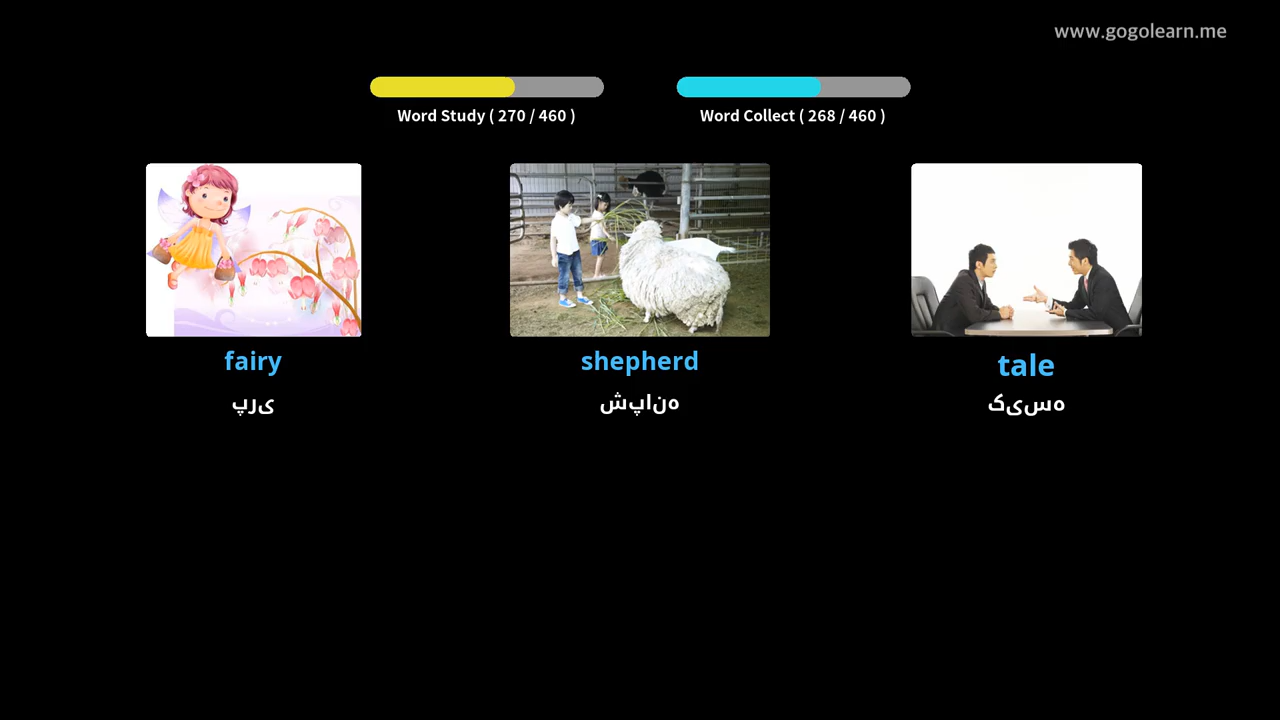 www.gogolearn.me
Word Study ( 270 / 460 )
Word Collect ( 268 / 460 )
fairy
یرپ
shepherd
هناپش
tale
هسیک